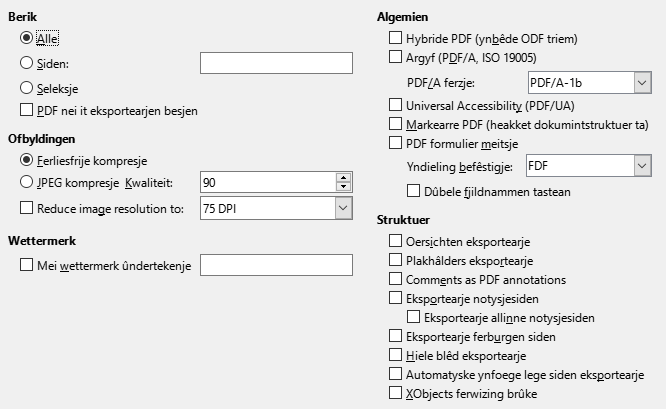 Berik
Alle
Siden:
Seleksje
PDF nei it eksportearjen besjen
Ofbyldingen
Ferliesfrije kompresje
JPEG kompresje Kwaliteit: 90
Reduce image resolution to: 75 DPI
Wettermerk
Mei wettermerk ûndertekenje
Algemien
Hybride PDF (ynbêde ODF triem)
Argyf (PDF/A, ISO 19005)
PDF/A ferzje: PDF/A-1b
Universal Accessibility (PDF/UA)
Markearre PDF (heakket dokumintstruktuer ta)
PDF formulier meitsje
Yndieling befêstigje: FDF
Dûbele fjildnammen tastean
Struktuer
Oersichten eksportearje
Plakhâlders eksportearje
Comments as PDF annotations
Eksportearje notysjesiden
Eksportearje allinne notysjesiden
Eksportearje ferburgen siden
Hiele blêd eksportearje
Automatyske ynfoege lege siden eksportearje
XObjects ferwizing brûke